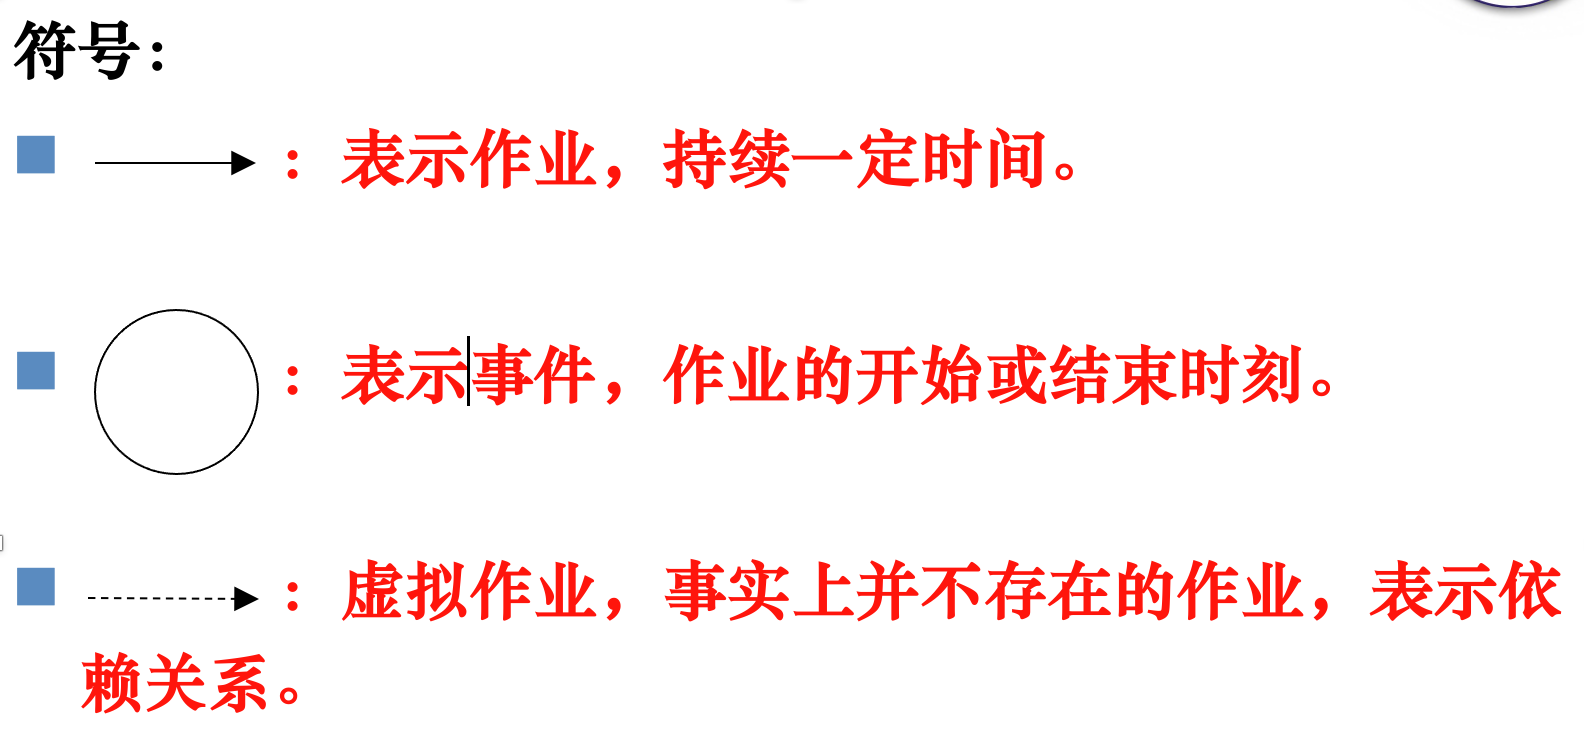 符号：
：表示作业，持续一定时间。
：表示事件，作业的开始或结束时刻。
：虚拟作业，事实上并不存在的作业，表示依
赖关系。